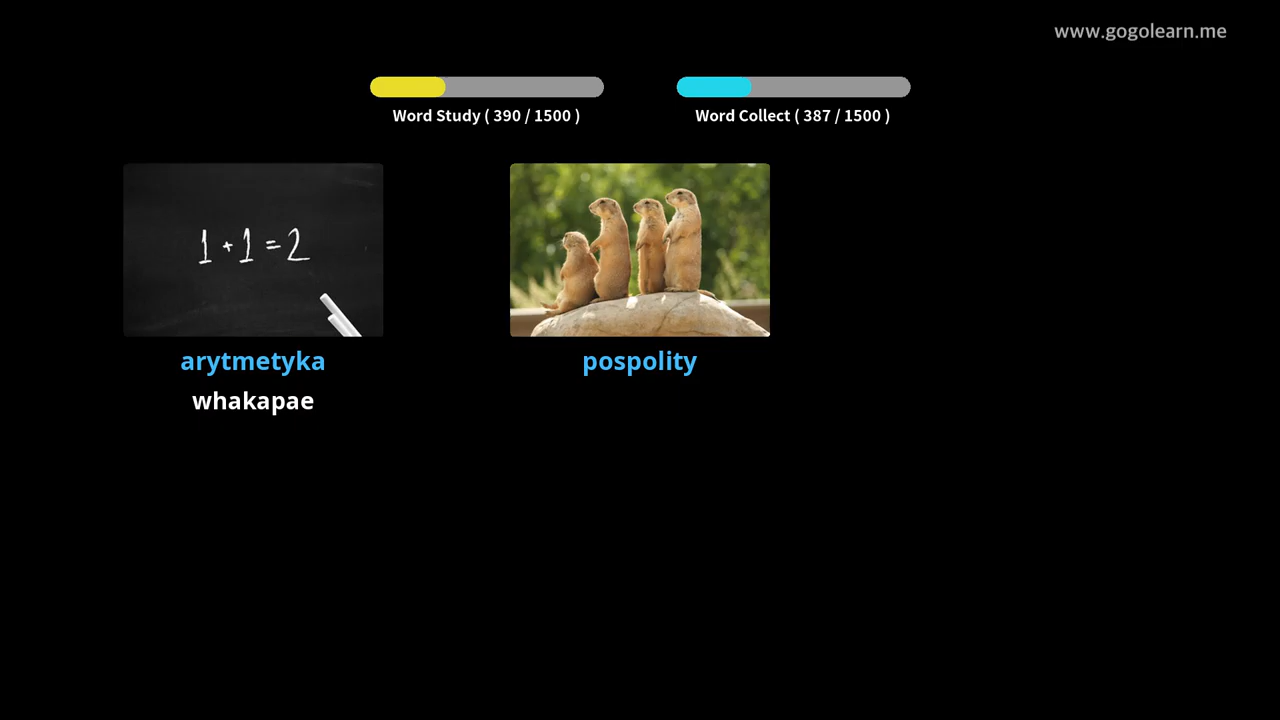 www.gogolearn.me
Word Study ( 390 / 1500 )
Word Collect ( 387 / 1500 )
1 + 1 = 2
arytmetyka
pospolity
whakapae